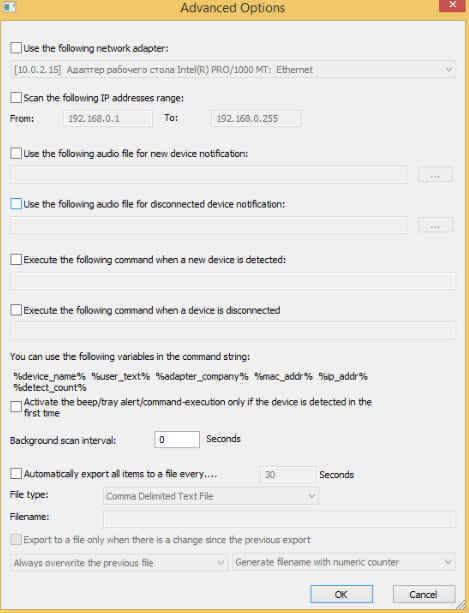 Advanced Options
Use the following network adapter:
[10.0.2.15] Адаптер рабочего стола Intel(R) PRO/1000 MT: Ethernet
Scan the following IP addresses range:
From: 192.168.0.1 To: 192.168.0.255
Use the following audio file for new device notification:
...
Use the following audio file for disconnected device notification:
...
Execute the following command when a new device is detected:
Execute the following command when a device is disconnected
You can use the following variables in the command string:
%device_name% %user_text% %adapter_company% %mac_addr% %ip_addr%
%detect_count%
Activate the beep/tray alert/command-execution only if the device is detected in the
first time
Background scan interval: 0 Seconds
Automatically export all items to a file every.... 30 Seconds
File type: Comma Delimited Text File
Filename:
Export to a file only when there is a change since the previous export
Always overwrite the previous file Generate filename with numeric counter
OK Cancel